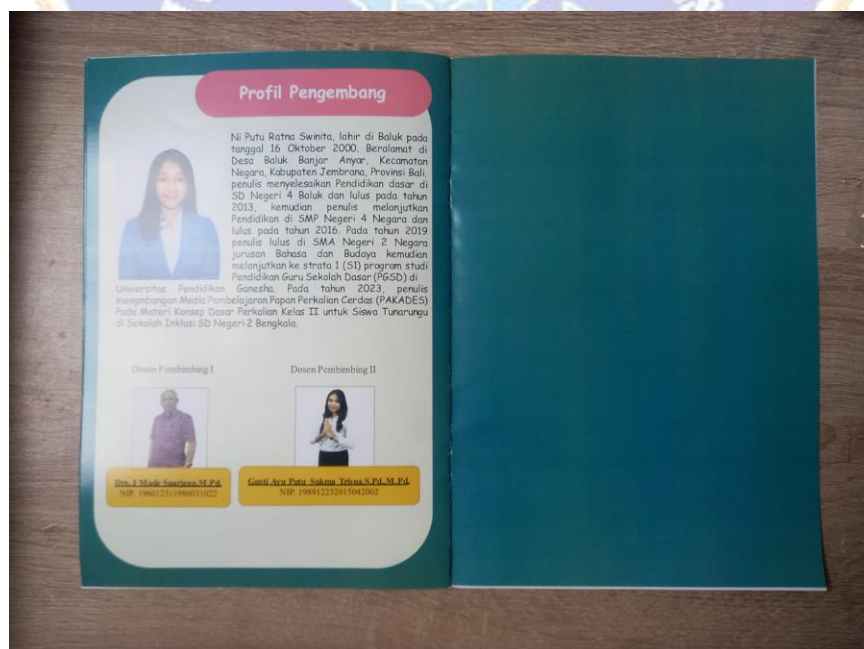 Profil Pengembang
Ni Putu Ratna Swinita, lahir di Baluk pada
tanggal 16 Oktober 2000. Beralamat di
Desa Baluk Banjar Anyar, Kecamatan
Negara, Kabupaten Jembrana, Provinsi Bali.
penulis menyelesaikan Pendidikan dasar di
SD Negeri 4 Baluk dan lulus pada tahun
2013, kemudian penulis melanjutkan
Pendidikan di SMP Negeri 4 Negara dan
lulus pada tahun 2016. Pada tahun 2019
penulis lulus di SMA Negeri 2 Negara
jurusan Bahasa dan Budaya kemudian
melanjutkan ke strata 1 (S1) program studi
Pendidikan Guru Sekolah Dasar (PGSD) di
Universitas Pendidikan Ganesha. Pada tahun 2023, penulis
mengmbangan Media Pembelajaran Papan Perkalian Cerdas (PAKADES)
Pada Materi Konsep Dasar Perkalian Kelas II untuk Siswa Tunarungu
di Sekolah Inklusi SD Negeri 2 Bengkala.
Dosen Pembimbing I
Dosen Pembimbing II
Drs. I Made Suarjana,M.Pd.
NIP. 196012311986031022
Gusti Ayu Putu Sukma Trisna,S.Pd.,M.Pd.
NIP. 198912232015042002